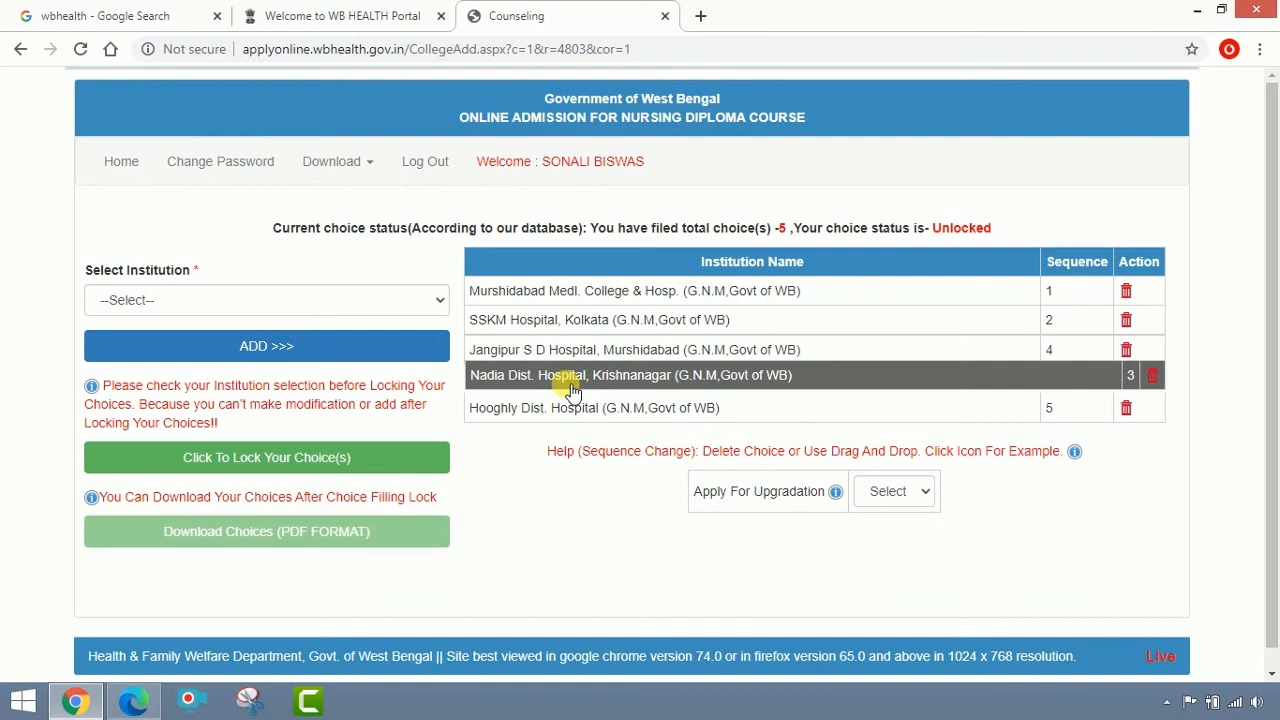 wbhealth - Google Search
Welcome to WB HEALTH Portal
Counseling
Not secure
applyonline.wbhealth.gov.in/CollegeAdd.aspx?c=1&r=4803&cor=1
Government of West Bengal
ONLINE ADMISSION FOR NURSING DIPLOMA COURSE
Home Change Password Download Log Out Welcome : SONALI BISWAS
Current choice status(According to our database): You have filed total choice(s) -5 ,Your choice status is- Unlocked
Select Institution *
--Select--
ADD >>>
Please check your Institution selection before Locking Your
Choices. Because you can't make modification or add after
Locking Your Choices!!
Click To Lock Your Choice(s)
You Can Download Your Choices After Choice Filling Lock
Download Choices (PDF FORMAT)
Institution Name Sequence Action
Murshidabad Medl. College & Hosp. (G.N.M,Govt of WB) 1
SSKM Hospital, Kolkata (G.N.M,Govt of WB) 2
Jangipur S D Hospital, Murshidabad (G.N.M,Govt of WB) 4
Nadia Dist. Hospital, Krishnanagar (G.N.M,Govt of WB) 3
Hooghly Dist. Hospital (G.N.M,Govt of WB) 5
Help (Sequence Change): Delete Choice or Use Drag And Drop. Click Icon For Example.
Apply For Upgradation Select
Health & Family Welfare Department, Govt. of West Bengal || Site best viewed in google chrome version 74.0 or in firefox version 65.0 and above in 1024 x 768 resolution.
Live